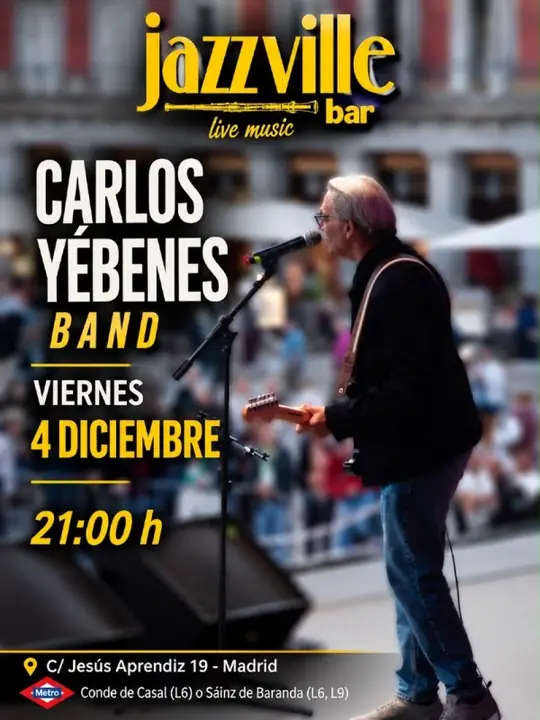 jazzville
bar
live music
CARLOS
YÉBENES
BAND
VIERNES
4 DICIEMBRE
21:00 h
C/ Jesús Aprendiz 19 - Madrid
Metro
Conde de Casal (L6) o Sáinz de Baranda (L6, L9)